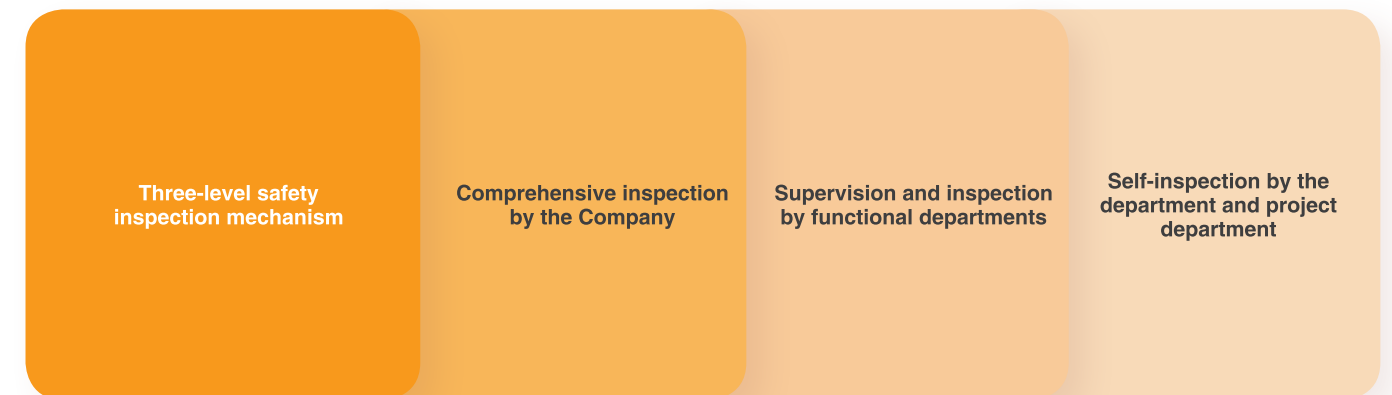 Three-level safety
inspection mechanism
Comprehensive inspection
by the Company
Supervision and inspection
by functional departments
Self-inspection by the
department and project
department